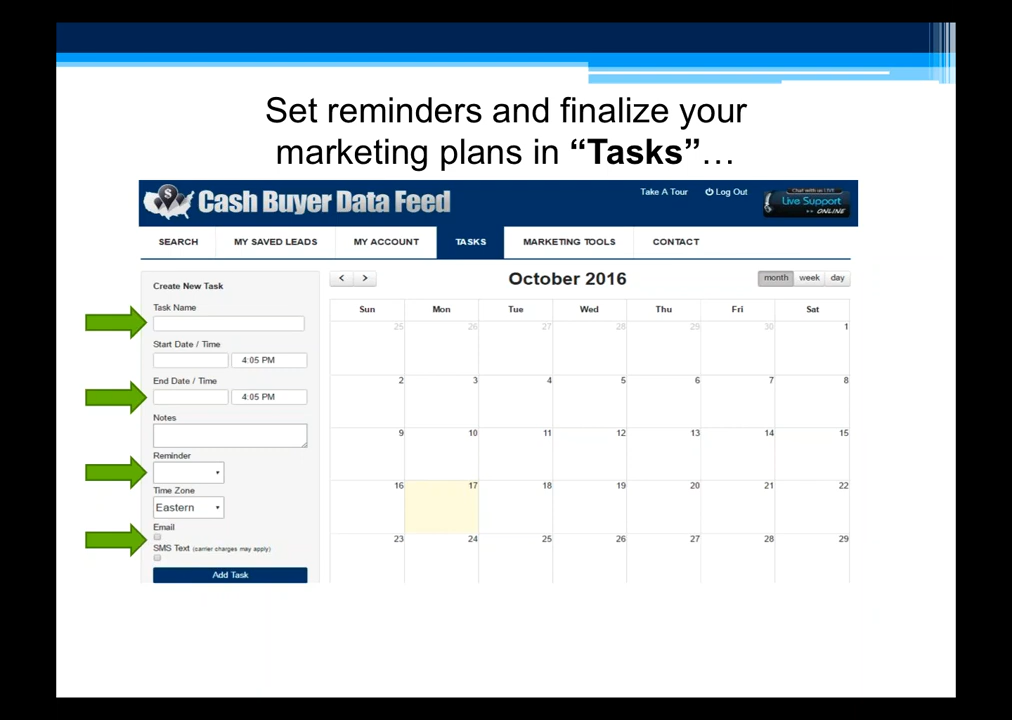 Set reminders and finalize your
marketing plans in “Tasks”…
$ Cash Buyer Data Feed
Take A Tour Log Out
Chat with us LIVE
Live Support
>> ONLINE
SEARCH MY SAVED LEADS MY ACCOUNT TASKS MARKETING TOOLS CONTACT
Create New Task
Task Name
Start Date / Time
4:05 PM
End Date / Time
4:05 PM
Notes
Reminder
Time Zone
Eastern
Email
SMS Text (carrier charges may apply)
Add Task
< > October 2016 month week day
Sun Mon Tue Wed Thu Fri Sat
25 26 27 28 29 30 1
2 3 4 5 6 7 8
9 10 11 12 13 14 15
16 17 18 19 20 21 22
23 24 25 26 27 28 29